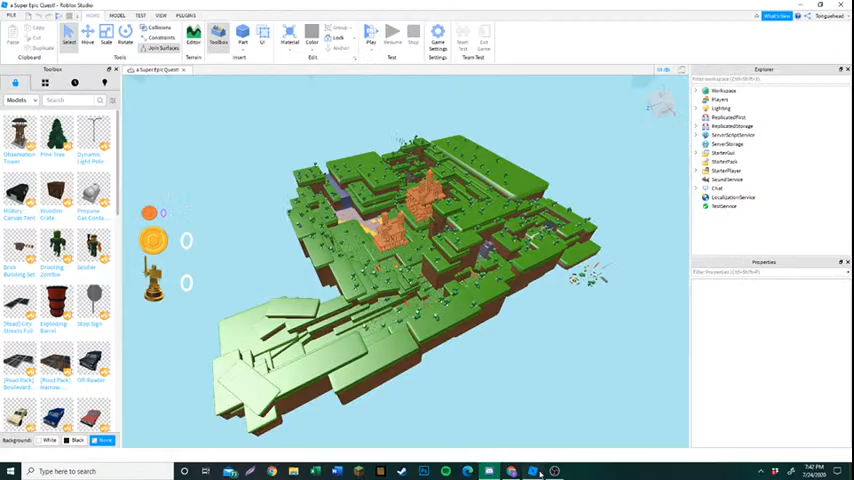 a Super Epic Quest! - Roblox Studio
FILE HOME MODEL TEST VIEW PLUGINS
What's New
Tonguehead
Paste Copy Cut Duplicate
Select Move Scale Rotate
Collisions
Constraints
Join Surfaces
Editor Toolbox Part UI
Material Color
Group
Lock
Anchor
Play Resume Stop
Game Settings
Team Test
Exit Game
Clipboard Tools Terrain Insert Edit Test Settings Team Test
Toolbox
a Super Epic Quest!
Explorer
Models Search
Observation Tower
Pine Tree
Dynamic Light Pole
Military Canvas Tent
Wooden Crate
Propane Gas Conta...
Brick Building Set
Drooling Zombie
Soldier
[Road] City Streets Full
Exploding Barrel
Stop Sign
[Road Pack] Boulevard...
[Road Pack] Narrow...
Off-Roader
Background: White Black None
0
0
0
Workspace
Players
Lighting
ReplicatedFirst
ReplicatedStorage
ServerScriptService
ServerStorage
StarterGui
StarterPack
StarterPlayer
SoundService
Chat
LocalizationService
TestService
Properties
Type here to search
7:42 PM
7/24/2020